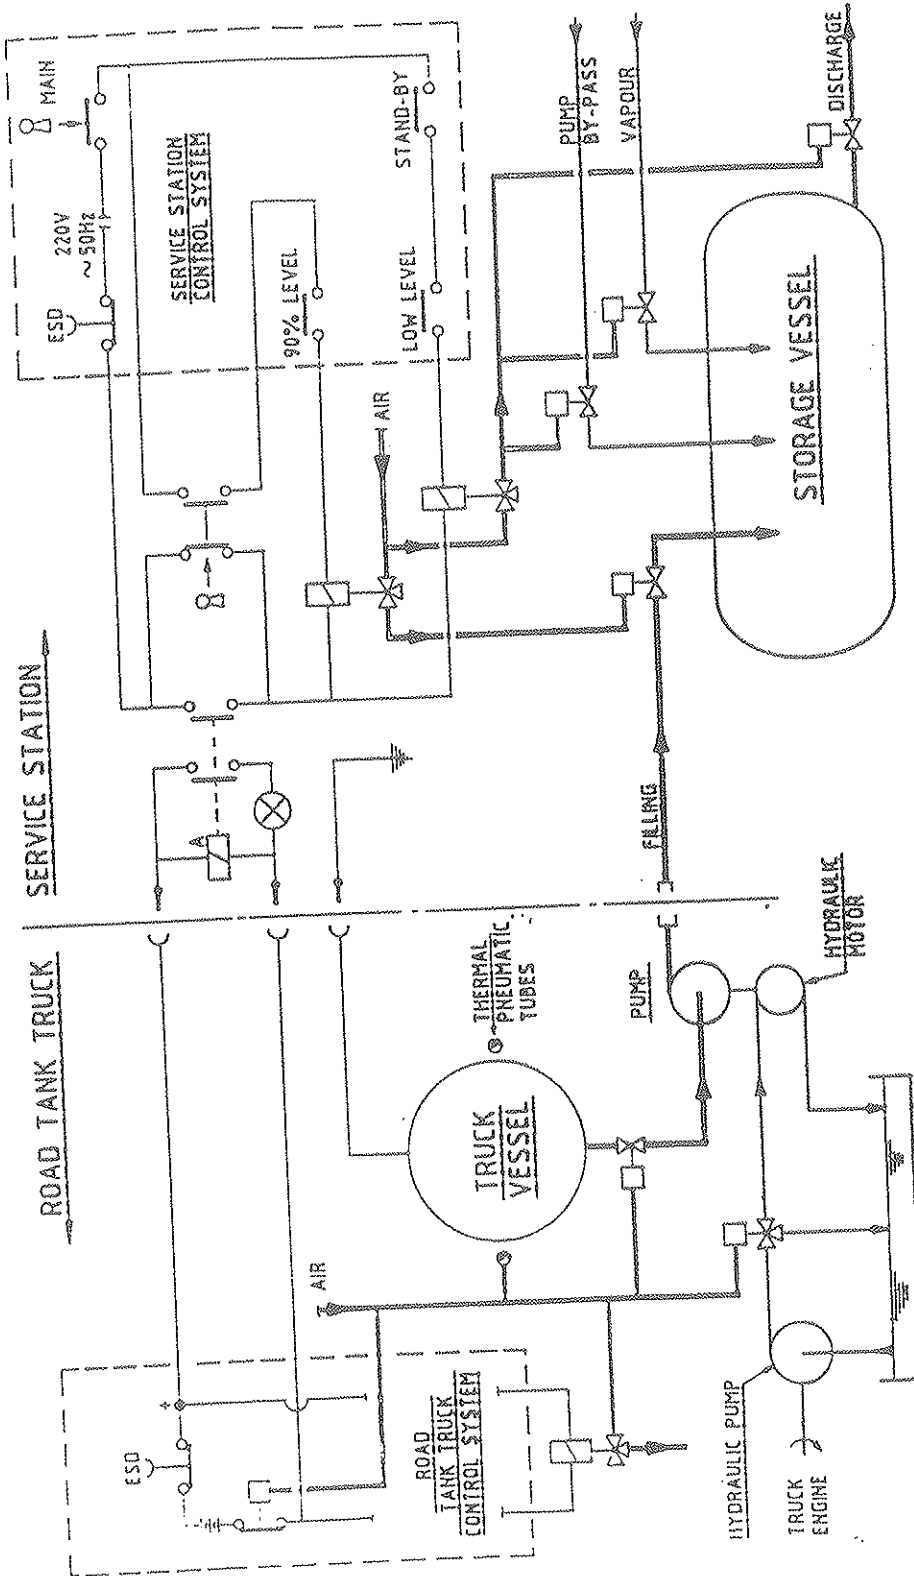 ROAD TANK TRUCK
SERVICE STATION
ESD
+
ROAD
TANK TRUCK
CONTROL SYSTEM
AIR
TRUCK
VESSEL
THERMAL
PNEUMATIC
TUBES
HYDRAULIC PUMP
TRUCK
ENGINE
PUMP
HYDRAULIC
MOTOR
FILLING
A
ESD
220V
~50Hz
MAIN
SERVICE STATION
CONTROL SYSTEM
90% LEVEL
LOW LEVEL
STAND-BY
AIR
PUMP
BY-PASS
VAPOUR
STORAGE VESSEL
DISCHARGE